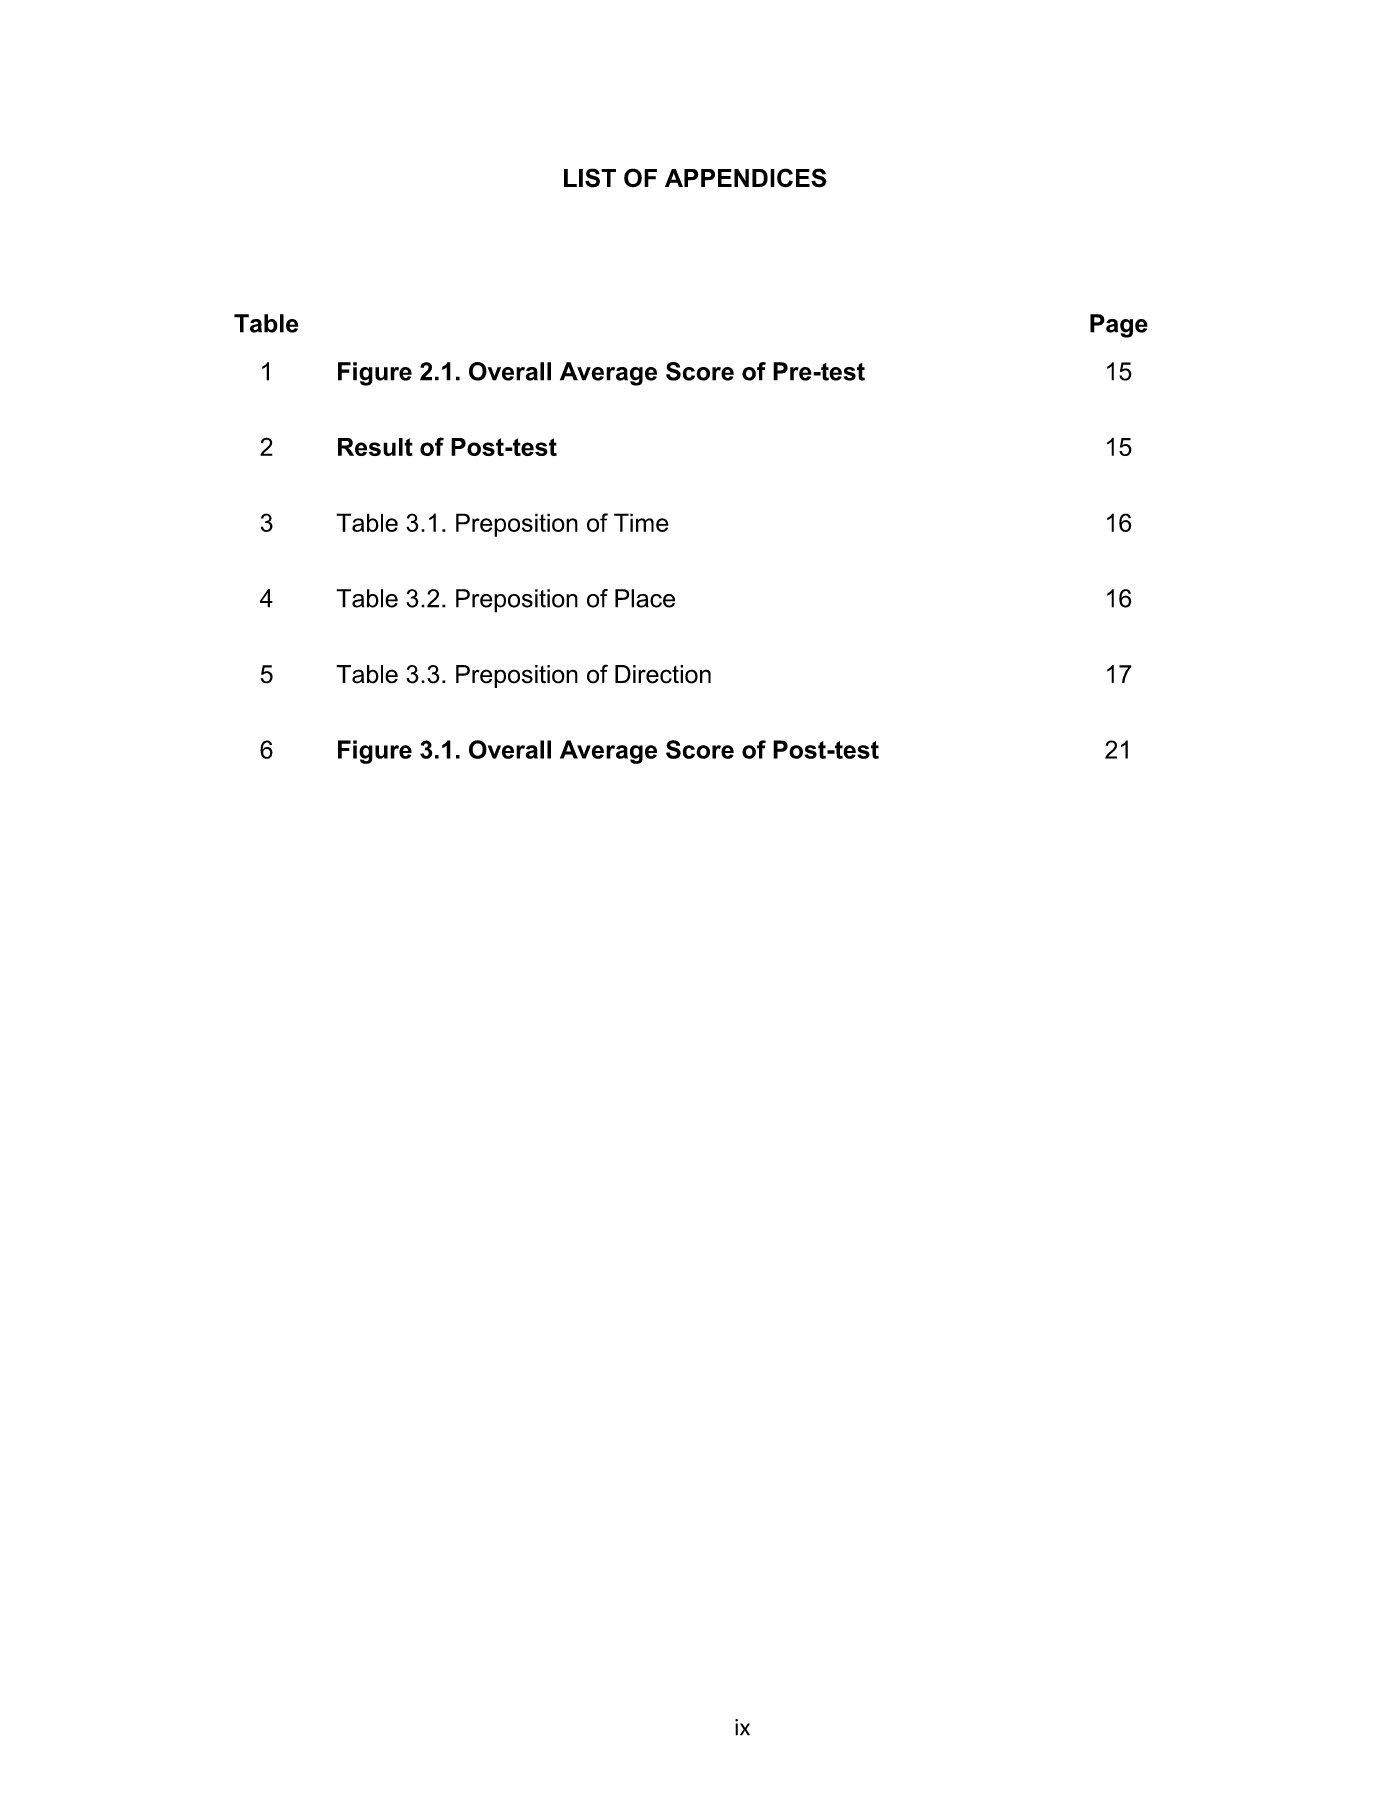 LIST OF APPENDICES
Table Page
1 Figure 2.1. Overall Average Score of Pre-test 15
2 Result of Post-test 15
3 Table 3.1. Preposition of Time 16
4 Table 3.2. Preposition of Place 16
5 Table 3.3. Preposition of Direction 17
6 Figure 3.1. Overall Average Score of Post-test 21
ix